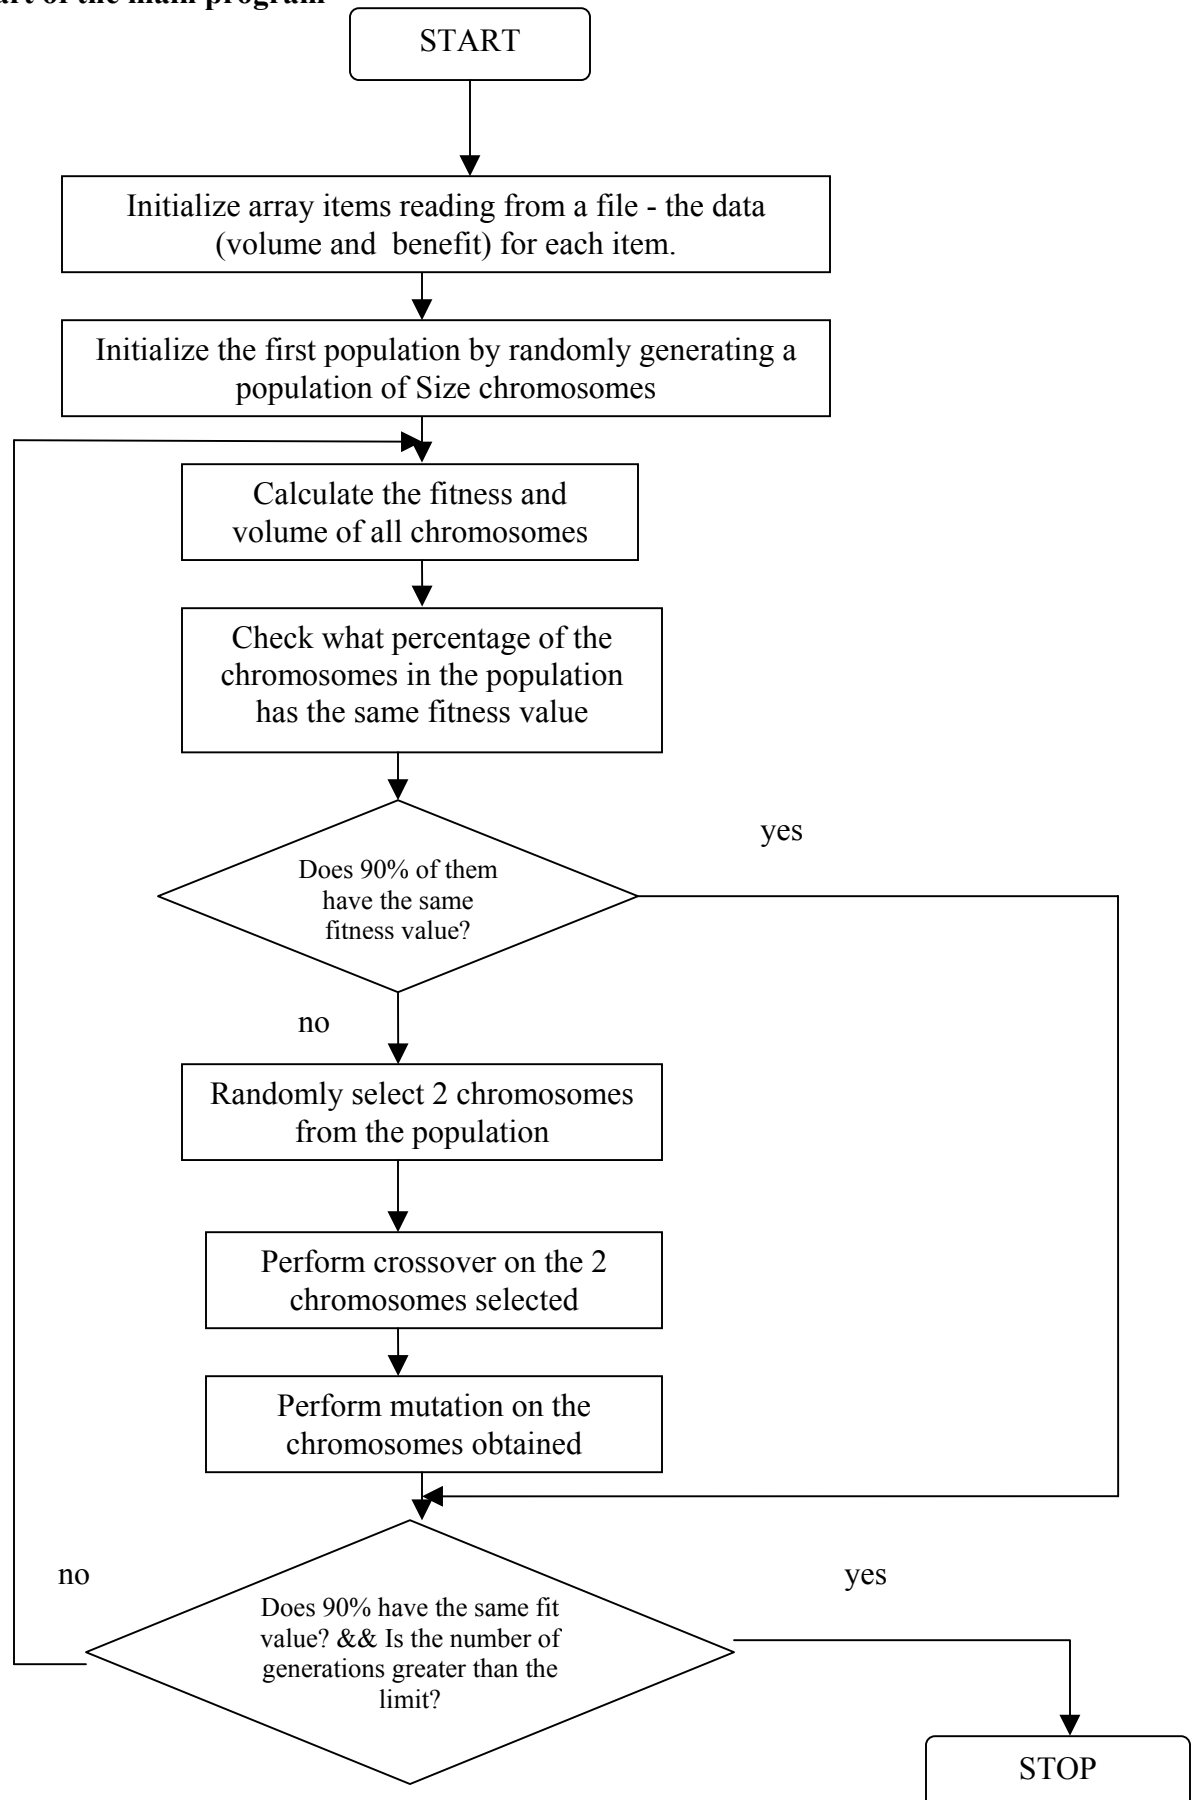 of the main program
START
Initialize array items reading from a file - the data
(volume and benefit) for each item.
Initialize the first population by randomly generating a
population of Size chromosomes
Calculate the fitness and
volume of all chromosomes
Check what percentage of the
chromosomes in the population
has the same fitness value
yes
Does 90% of them
have the same
fitness value?
no
Randomly select 2 chromosomes
from the population
Perform crossover on the 2
chromosomes selected
Perform mutation on the
chromosomes obtained
no
yes
Does 90% have the same fit
value? && Is the number of
generations greater than the
limit?
STOP